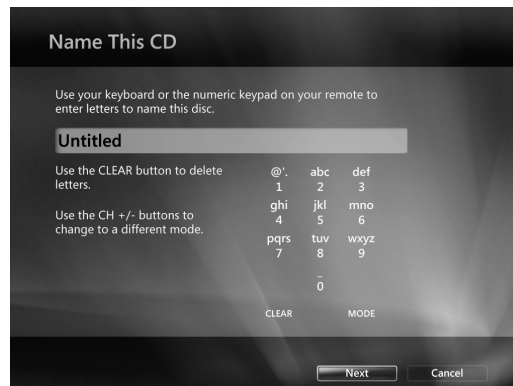 Name This CD
Use your keyboard or the numeric keypad on your remote to
enter letters to name this disc.
Untitled
Use the CLEAR button to delete
letters.
Use the CH +/- buttons to
change to a different mode.
@'. abc def
1 2 3
ghi jkl mno
4 5 6
pqrs tuv wxyz
7 8 9
_
0
CLEAR MODE
Next Cancel